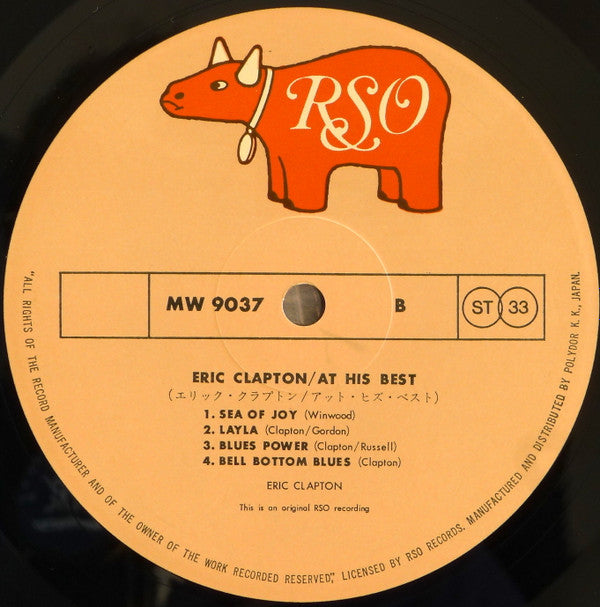 RSO
MW 9037 B ST 33
ERIC CLAPTON/AT HIS BEST
(エリック・クラプトン/アット・ヒズ・ベスト)
1. SEA OF JOY (Winwood)
2. LAYLA (Clapton/Gordon)
3. BLUES POWER (Clapton/Russell)
4. BELL BOTTOM BLUES (Clapton)
ERIC CLAPTON
This is an original RSO recording
"ALL RIGHTS OF THE RECORD MANUFACTURER AND OF THE OWNER OF THE WORK RECORDED RESERVED", LICENSED BY RSO RECORDS. MANUFACTURED AND DISTRIBUTED BY POLYDOR K. K., JAPAN.